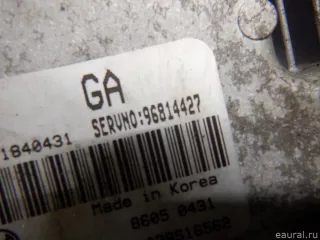 GA
SERVNO:96814427
1840431
Made in Korea
8605 0431
eaural.ru